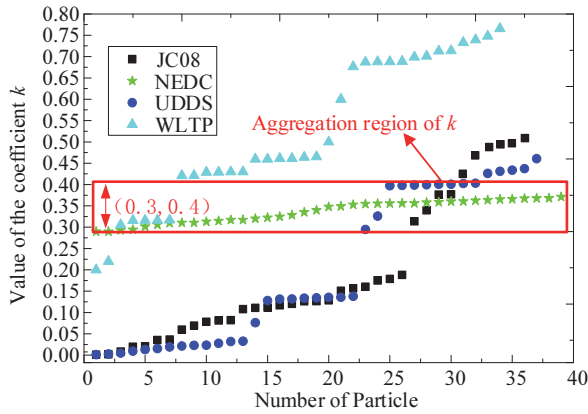 0.80
0.75
0.70
0.65
0.60
0.55
0.50
0.45
0.40
0.35
0.30
0.25
0.20
0.15
0.10
0.05
0.00
Value of the coefficient k
JC08
NEDC
UDDS
WLTP
Aggregation region of k
(0.3, 0.4)
0 5 10 15 20 25 30 35 40
Number of Particle